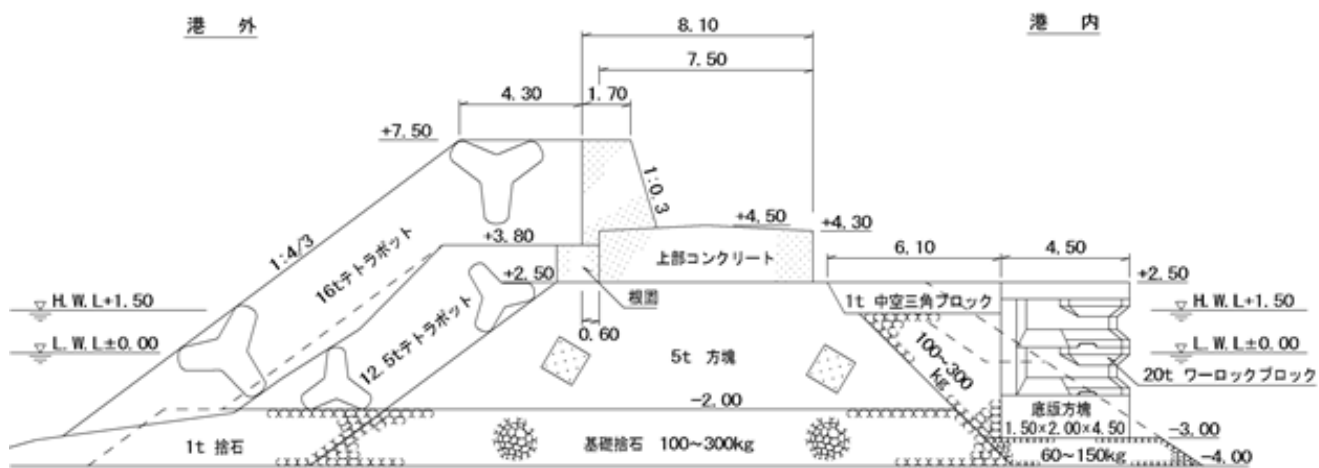 港 外
港 内
8.10
7.50
4.30
1.70
+7.50
1:0.3
1:4/3
16tテトラポット
+3.80
+4.50
+4.30
上部コンクリート
6.10
4.50
+2.50
+2.50
根固
1t 中空三角ブロック
H.W.L+1.50
H.W.L+1.50
0.60
12.5tテトラポット
5t 方塊
100~300
kg
L.W.L±0.00
L.W.L±0.00
20t ワーロックブロック
-2.00
底版方塊
1.50×2.00×4.50
-3.00
1t 捨石
基礎捨石 100~300kg
60~150kg
-4.00